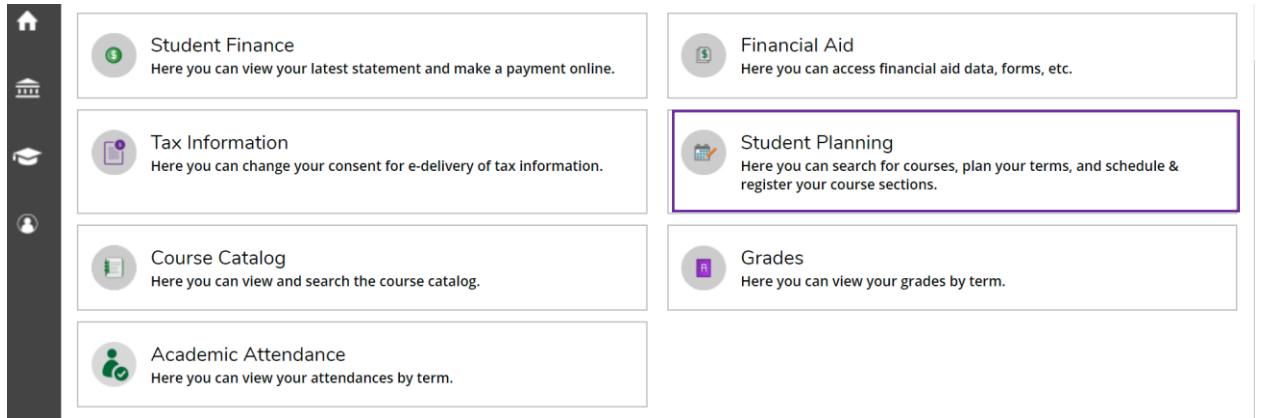 Student Finance
Here you can view your latest statement and make a payment online.
Financial Aid
Here you can access financial aid data, forms, etc.
Tax Information
Here you can change your consent for e-delivery of tax information.
Student Planning
Here you can search for courses, plan your terms, and schedule &
register your course sections.
Course Catalog
Here you can view and search the course catalog.
Grades
Here you can view your grades by term.
Academic Attendance
Here you can view your attendances by term.